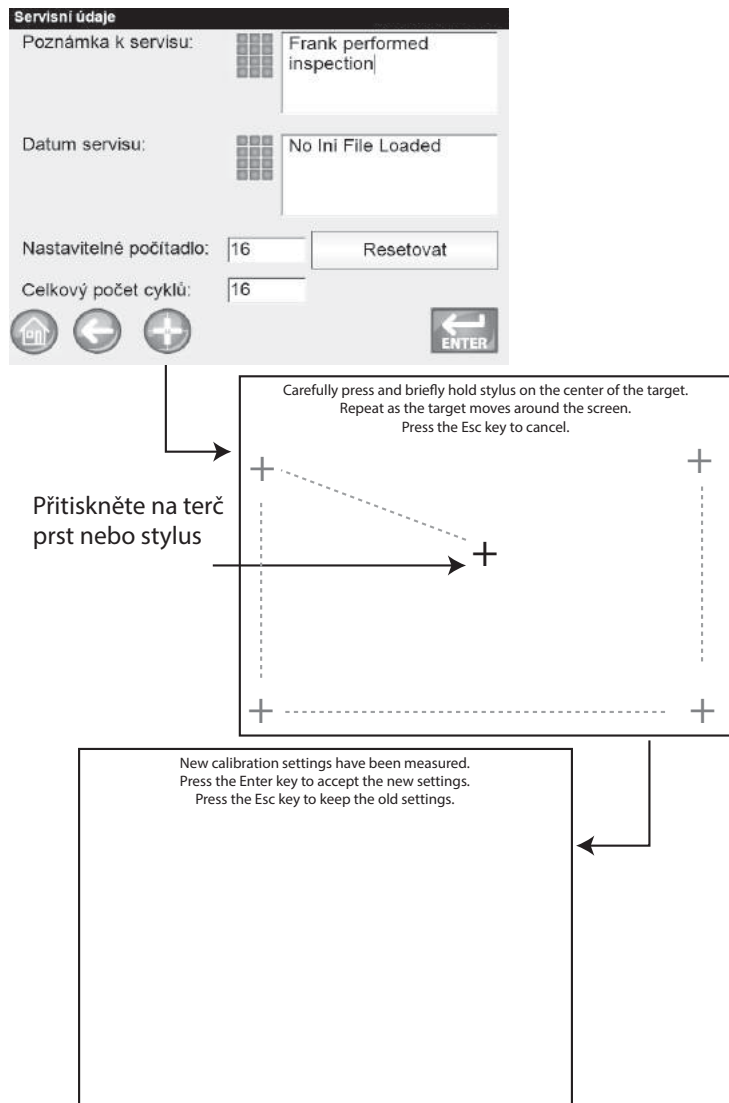 Servisní údaje
Poznámka k servisu:
Frank performed
inspection
Datum servisu:
No Ini File Loaded
Nastavitelné počítadlo:
16
Resetovat
Celkový počet cyklů:
16
ENTER
Carefully press and briefly hold stylus on the center of the target.
Repeat as the target moves around the screen.
Press the Esc key to cancel.
Přitiskněte na terč
prst nebo stylus
New calibration settings have been measured.
Press the Enter key to accept the new settings.
Press the Esc key to keep the old settings.